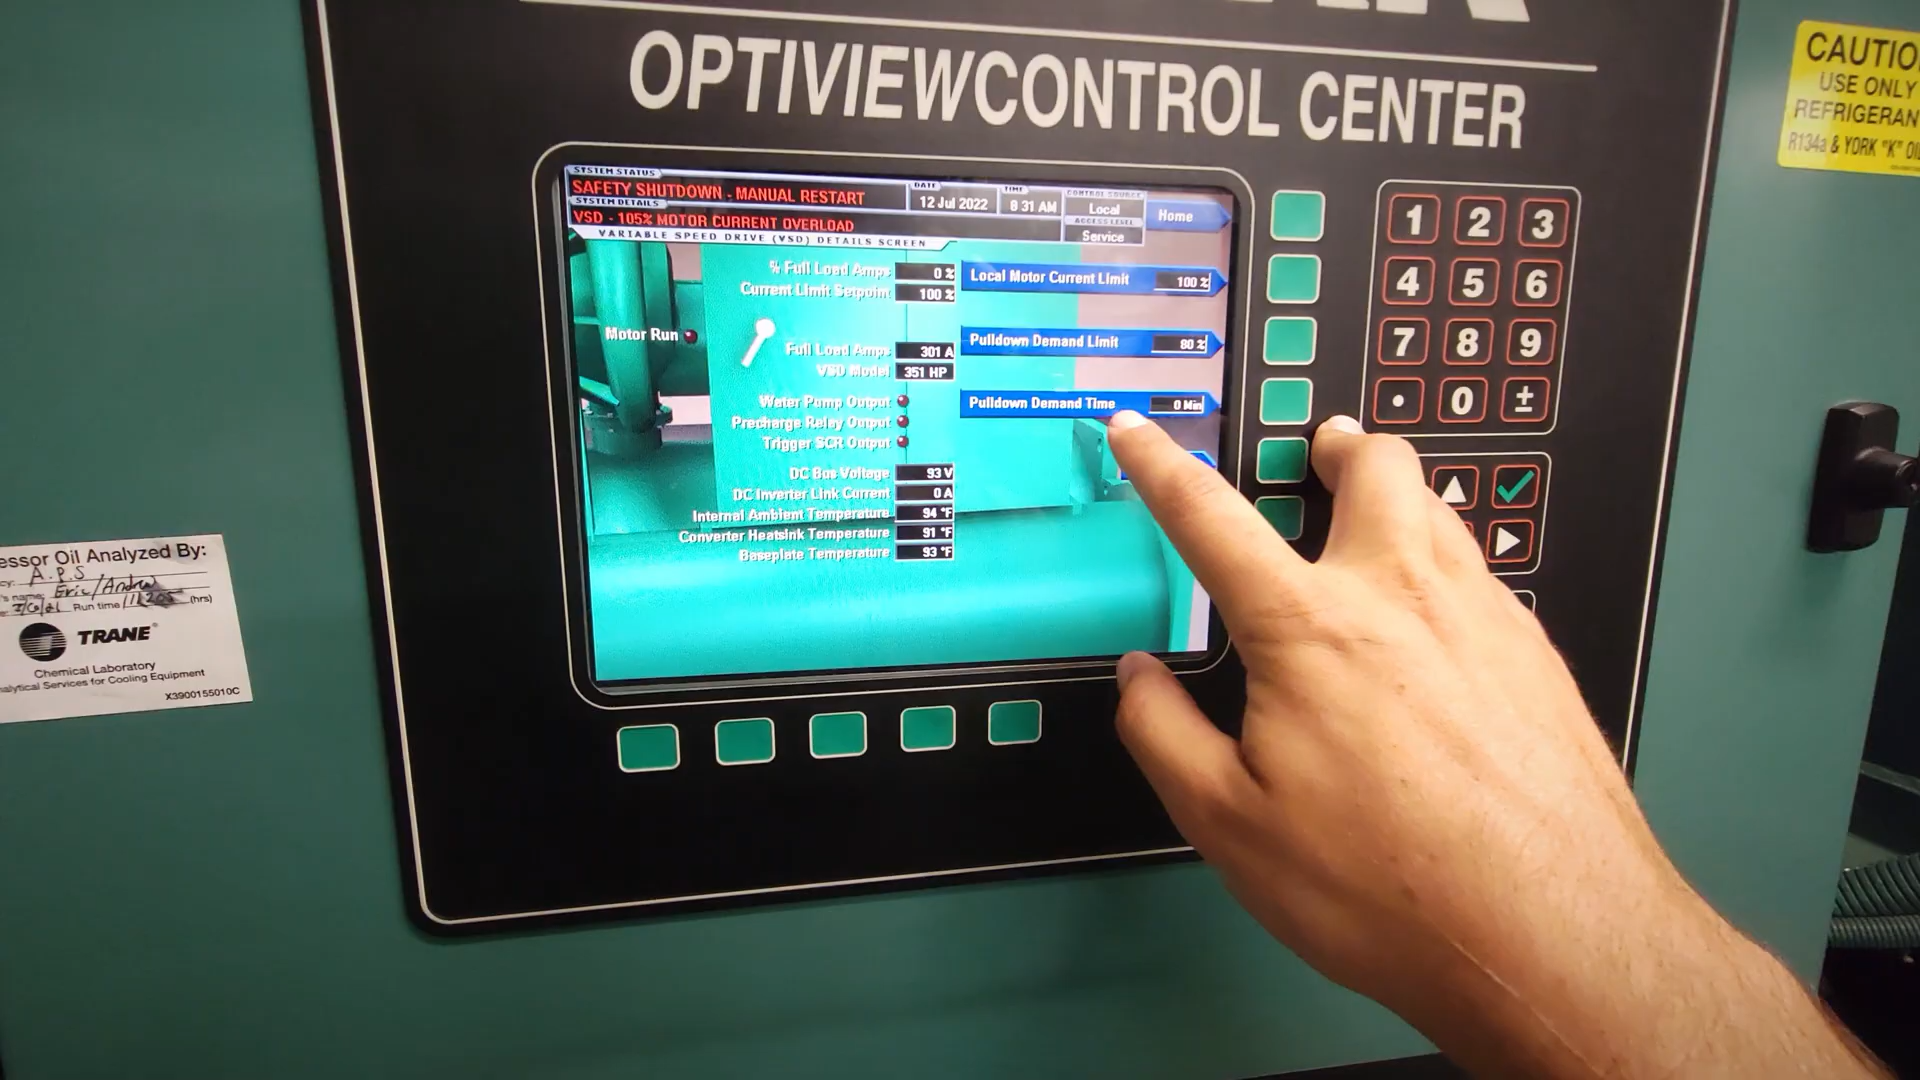 OPTIVIEWCONTROL CENTER
CAUTIO
USE ONLY
REFRIGERAN
R134a & YORK "K" OI
SYSTEM STATUS
SAFETY SHUTDOWN - MANUAL RESTART
SYSTEM DETAILS
VSD - 105% MOTOR CURRENT OVERLOAD
DATE
12 Jul 2022
TIME
8 31 AM
CONTROL SOURCE
Local
ACCESS LEVEL
Service
Home
VARIABLE SPEED DRIVE (VSD) DETAILS SCREEN
% Full Load Amps 0 %
Current Limit Setpoint 100 %
Motor Run
Full Load Amps 301 A
VSD Model 351 HP
Water Pump Output
Precharge Relay Output
Trigger SCR Output
DC Bus Voltage 93 V
DC Inverter Link Current 0 A
Internal Ambient Temperature 94 °F
Converter Heatsink Temperature 91 °F
Baseplate Temperature 93 °F
Local Motor Current Limit 100 %
Pulldown Demand Limit 80 %
Pulldown Demand Time 0 Min
1 2 3
4 5 6
7 8 9
• 0 ±
essor Oil Analyzed By:
A.P.S
's name: Eric/Andrew
Run time (hrs)
TRANE
Chemical Laboratory
alytical Services for Cooling Equipment
X3900155010C